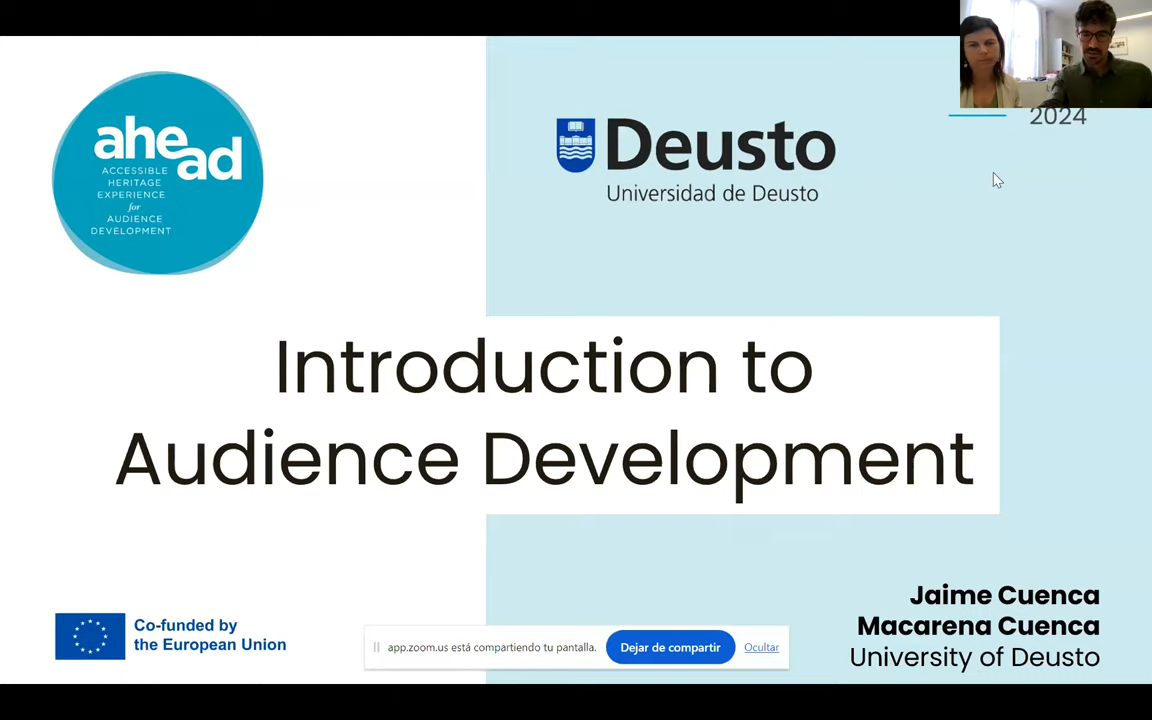 ahead
ACCESSIBLE
HERITAGE
EXPERIENCE
for
AUDIENCE
DEVELOPMENT
Deusto
Universidad de Deusto
2024
Introduction to
Audience Development
Co-funded by
the European Union
app.zoom.us está compartiendo tu pantalla.
Dejar de compartir
Ocultar
Jaime Cuenca
Macarena Cuenca
University of Deusto